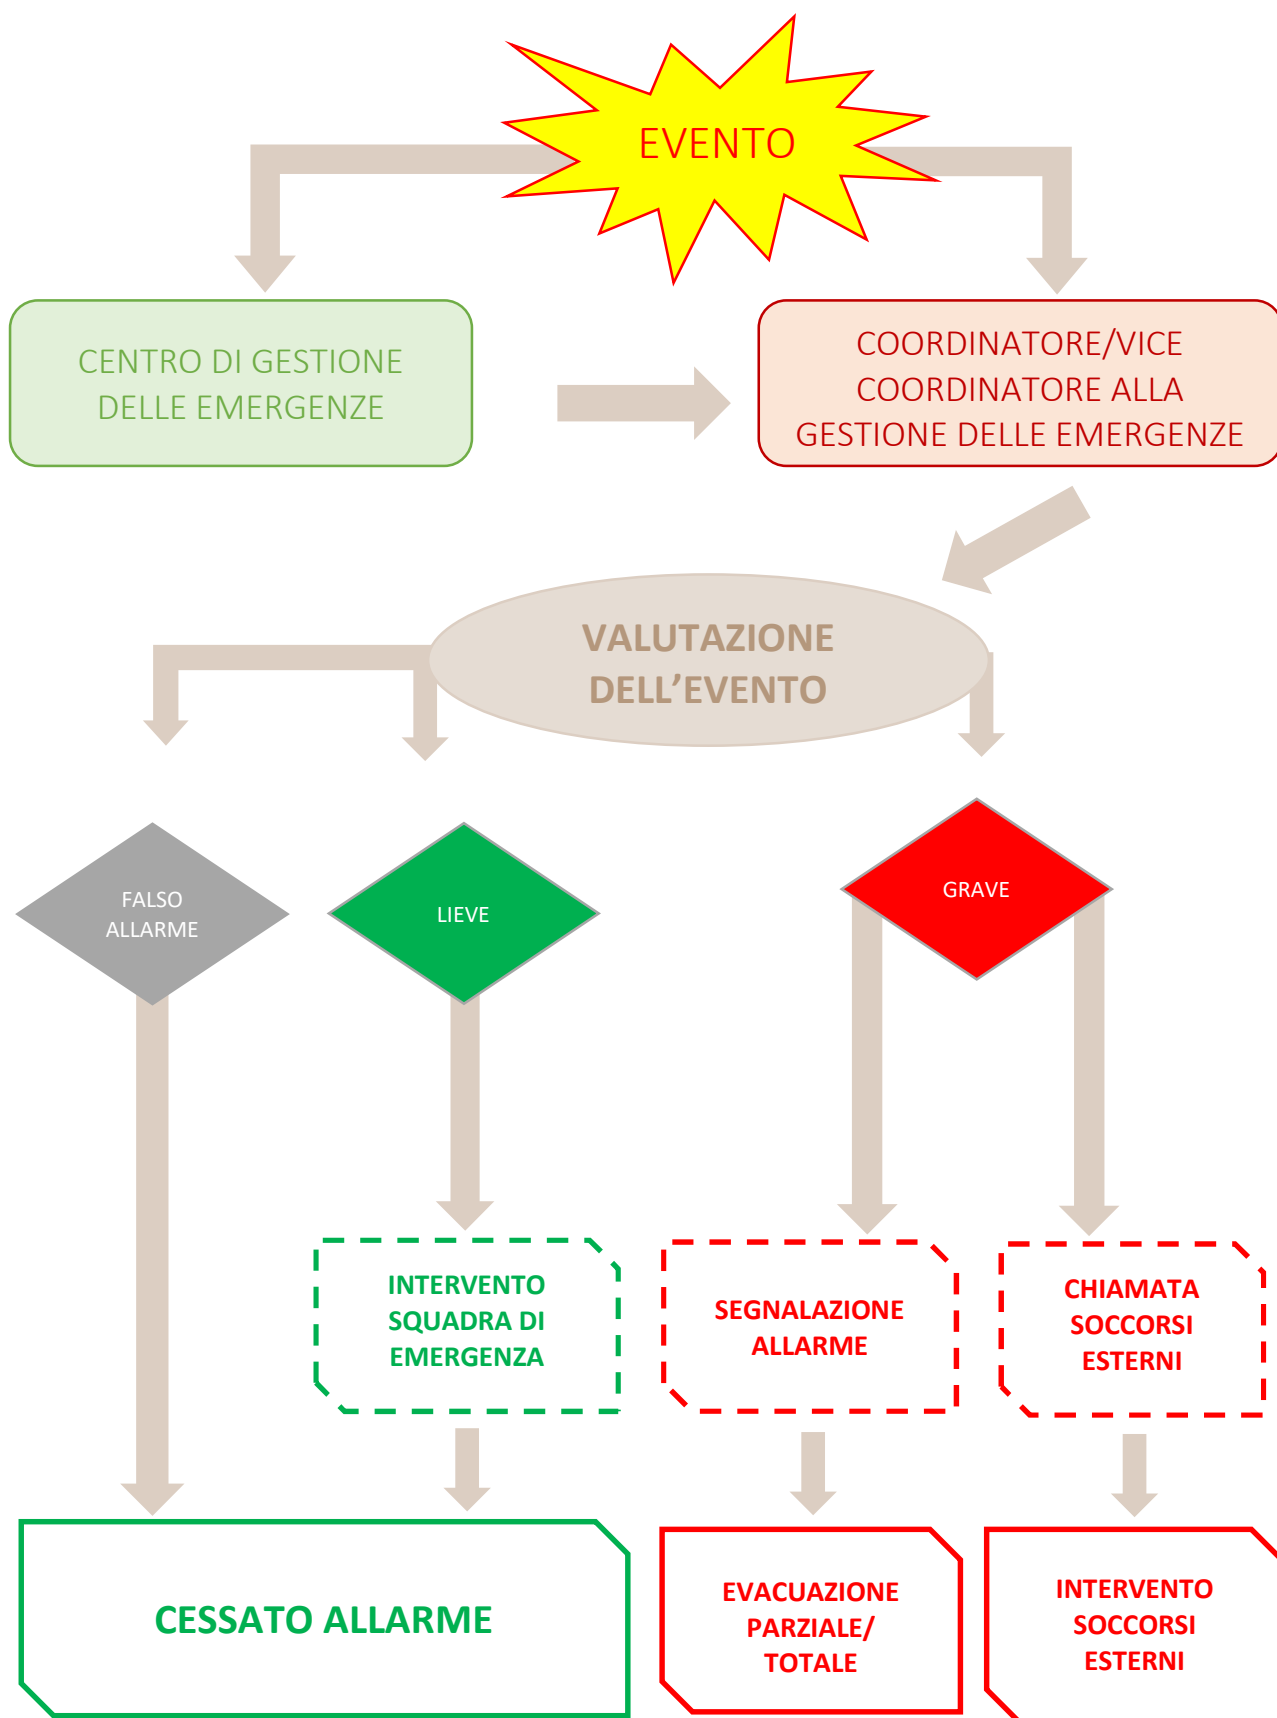 EVENTO
CENTRO DI GESTIONE
DELLE EMERGENZE
COORDINATORE/VICE
COORDINATORE ALLA
GESTIONE DELLE EMERGENZE
VALUTAZIONE
DELL’EVENTO
FALSO
ALLARME
LIEVE
GRAVE
INTERVENTO
SQUADRA DI
EMERGENZA
SEGNALAZIONE
ALLARME
CHIAMATA
SOCCORSI
ESTERNI
CESSATO ALLARME
EVACUAZIONE
PARZIALE/
TOTALE
INTERVENTO
SOCCORSI
ESTERNI